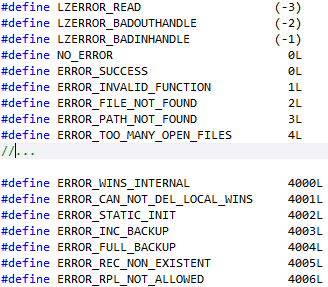 #define LZERROR_READ (-3)
#define LZERROR_BADOUTHANDLE (-2)
#define LZERROR_BADINHANDLE (-1)
#define NO_ERROR 0L
#define ERROR_SUCCESS 0L
#define ERROR_INVALID_FUNCTION 1L
#define ERROR_FILE_NOT_FOUND 2L
#define ERROR_PATH_NOT_FOUND 3L
#define ERROR_TOO_MANY_OPEN_FILES 4L
//...
#define ERROR_WINS_INTERNAL 4000L
#define ERROR_CAN_NOT_DEL_LOCAL_WINS 4001L
#define ERROR_STATIC_INIT 4002L
#define ERROR_INC_BACKUP 4003L
#define ERROR_FULL_BACKUP 4004L
#define ERROR_REC_NON_EXISTENT 4005L
#define ERROR_RPL_NOT_ALLOWED 4006L